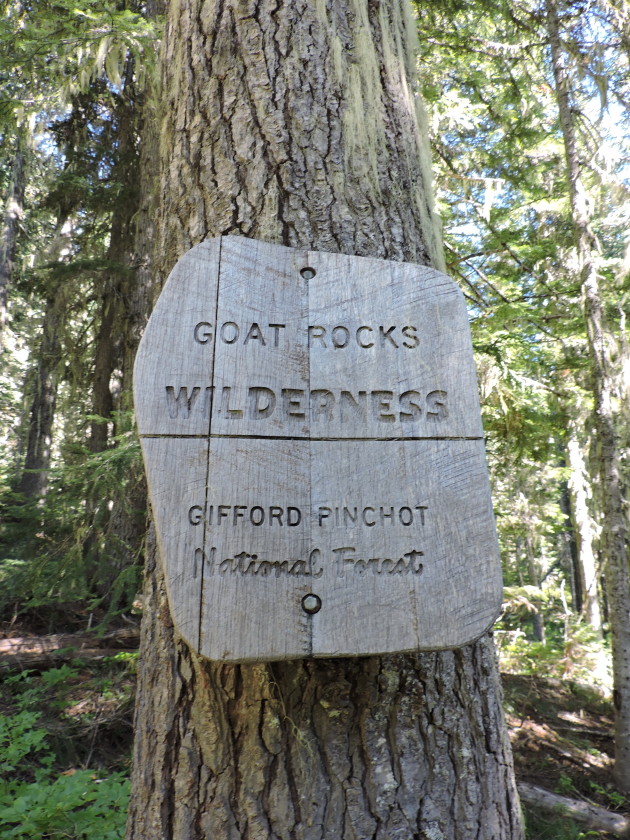 GOAT ROCKS
WILDERNESS
GIFFORD PINCHOT
National Forest